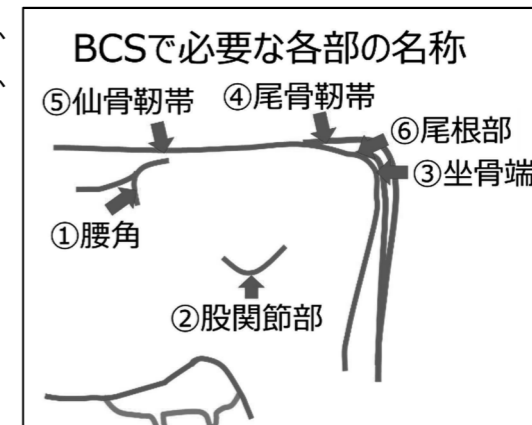 BCSで必要な各部の名称
⑤仙骨靭帯
④尾骨靭帯
⑥尾根部
③坐骨端
①腰角
②股関節部